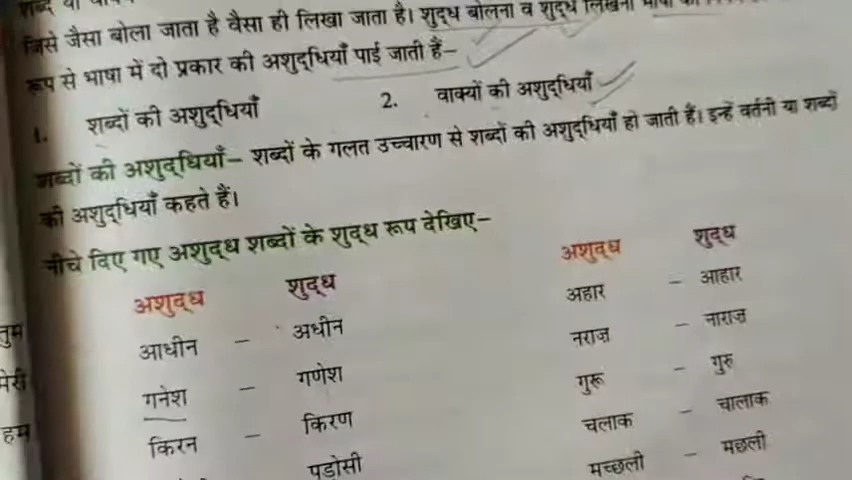 जिसे जैसा बोला जाता है वैसा ही लिखा जाता है। शुद्ध बोलना व शुद्ध लिखना
रूप से भाषा में दो प्रकार की अशुद्धियाँ पाई जाती हैं–
1. शब्दों की अशुद्धियाँ 2. वाक्यों की अशुद्धियाँ
शब्दों की अशुद्धियाँ– शब्दों के गलत उच्चारण से शब्दों की अशुद्धियाँ हो जाती हैं। इन्हें वर्तनी या शब्दों
की अशुद्धियाँ कहते हैं।
नीचे दिए गए अशुद्ध शब्दों के शुद्ध रूप देखिए–
अशुद्ध शुद्ध अशुद्ध शुद्ध
आधीन – अधीन अहार – आहार
गनेश – गणेश नराज़ – नाराज़
किरन – किरण गुरू – गुरु
पड़ोसी चलाक – चालाक
मच्छली – मछली
तुम
मेरी
हम